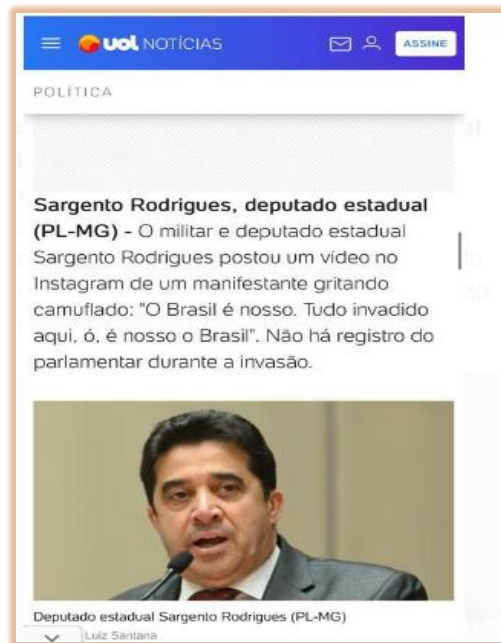 uol NOTÍCIAS
ASSINE
POLÍTICA
Sargento Rodrigues, deputado estadual
(PL-MG) - O militar e deputado estadual
Sargento Rodrigues postou um vídeo no
Instagram de um manifestante gritando
camuflado: "O Brasil é nosso. Tudo invadido
aqui, ó, é nosso o Brasil". Não há registro do
parlamentar durante a invasão.
Deputado estadual Sargento Rodrigues (PL-MG)
Luiz Santana